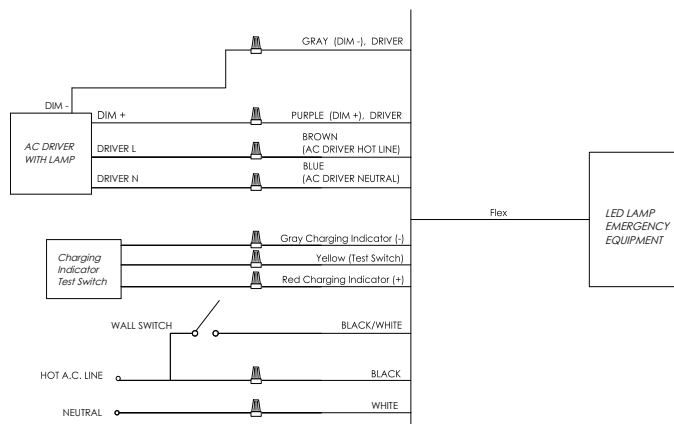 GRAY (DIM -), DRIVER
DIM -
DIM +
PURPLE (DIM +), DRIVER
AC DRIVER
WITH LAMP
DRIVER L
BROWN
(AC DRIVER HOT LINE)
DRIVER N
BLUE
(AC DRIVER NEUTRAL)
Flex
LED LAMP
EMERGENCY
EQUIPMENT
Charging
Indicator
Test Switch
Gray Charging Indicator (-)
Yellow (Test Switch)
Red Charging Indicator (+)
WALL SWITCH
BLACK/WHITE
HOT A.C. LINE
BLACK
NEUTRAL
WHITE